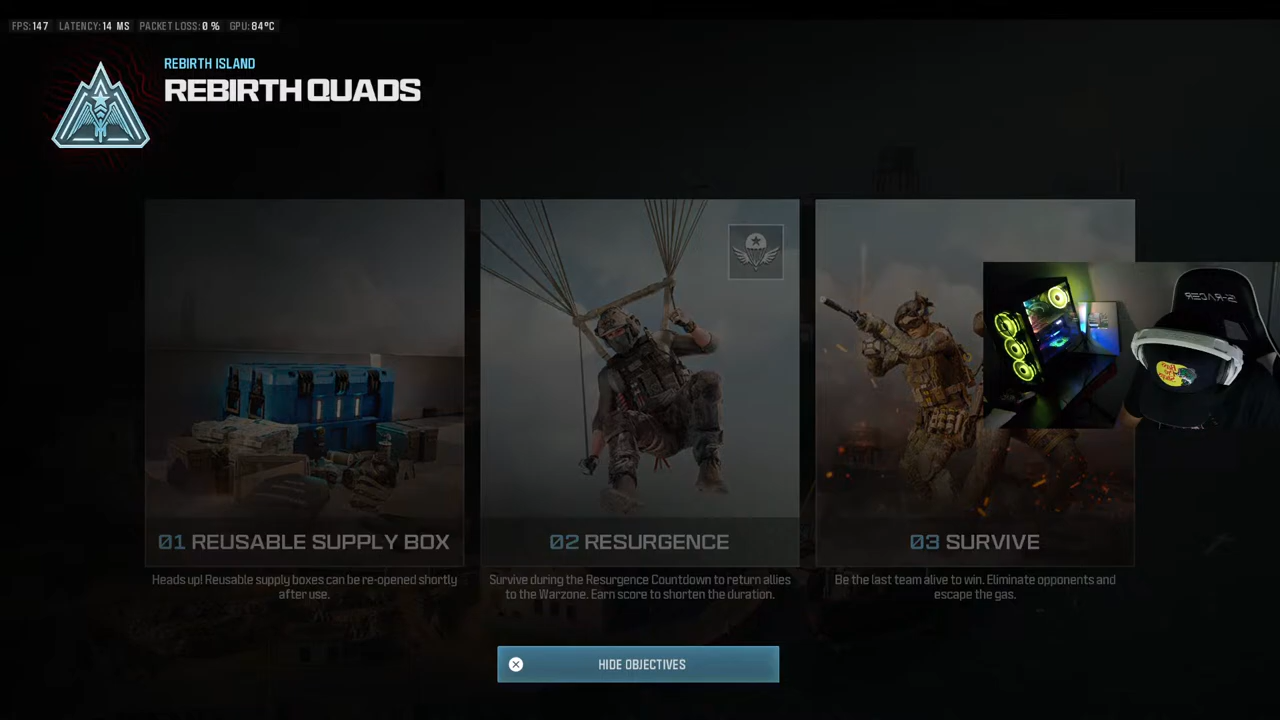 FPS: 147 LATENCY: 14 MS PACKET LOSS: 0 % GPU: 84°C
REBIRTH ISLAND
REBIRTH QUADS
01 REUSABLE SUPPLY BOX
Heads up! Reusable supply boxes can be re-opened shortly
after use.
02 RESURGENCE
Survive during the Resurgence Countdown to return allies
to the Warzone. Earn score to shorten the duration.
03 SURVIVE
Be the last team alive to win. Eliminate opponents and
escape the gas.
HIDE OBJECTIVES